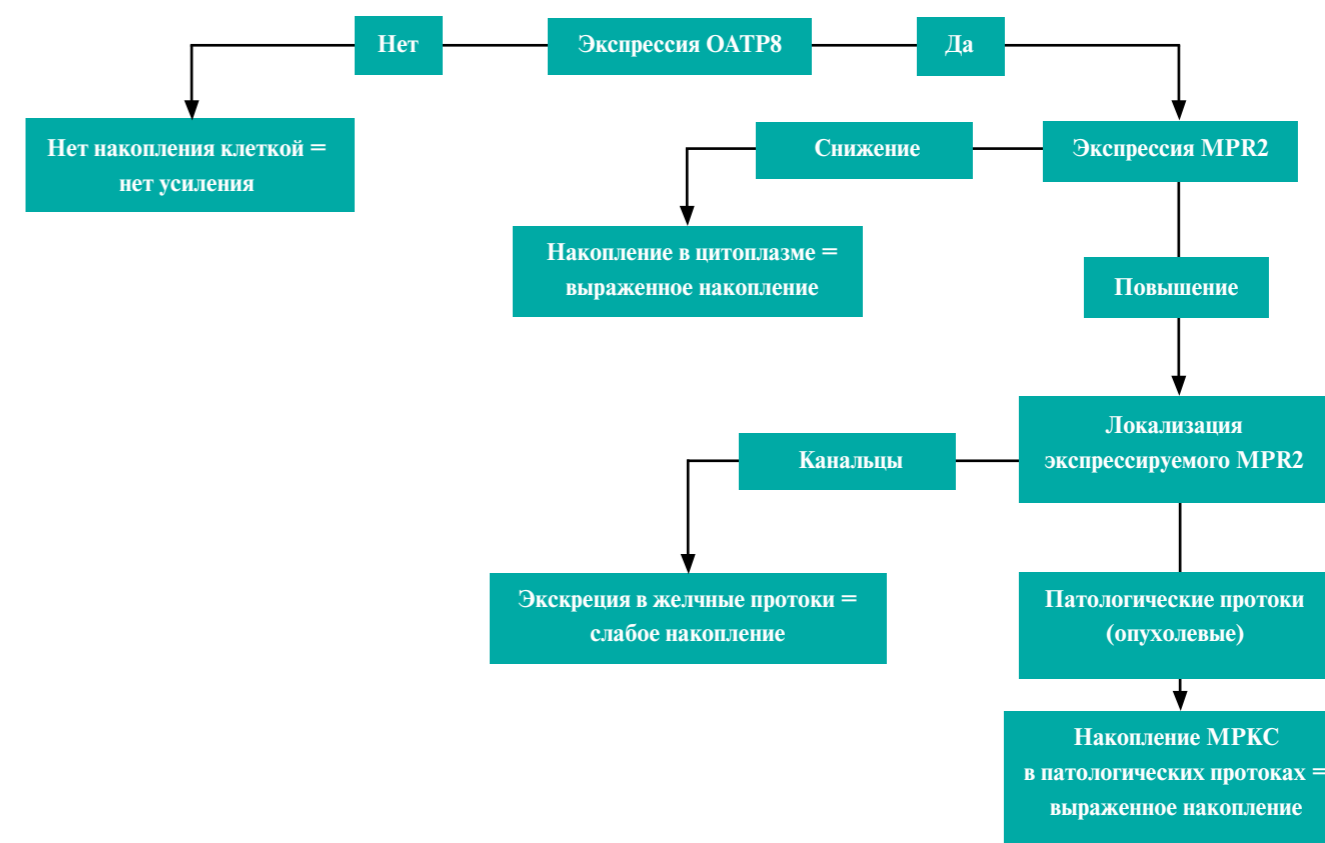 Нет
Экспрессия OATP8
Да
Нет накопления клеткой =
нет усиления
Снижение
Экспрессия MPR2
Накопление в цитоплазме =
выраженное накопление
Повышение
Локализация
экспрессируемого MPR2
Канальцы
Экскреция в желчные протоки =
слабое накопление
Патологические протоки
(опухолевые)
Накопление МРКС
в патологических протоках =
выраженное накопление